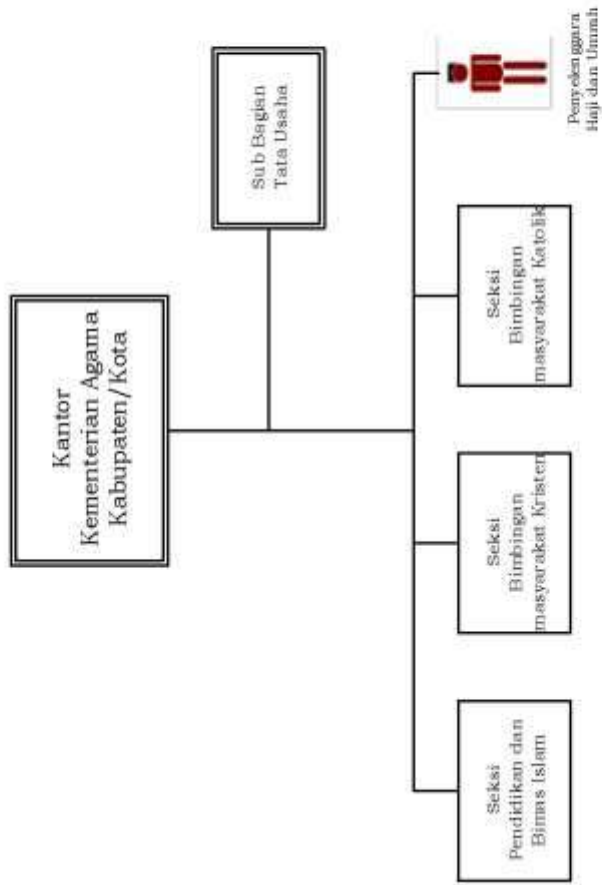 Kantor
Kementerian Agama
Kabupaten/Kota
Sub Bagian
Tata Usaha
Seksi
Pendidikan dan
Bimas Islam
Seksi
Bimbingan
masyarakat Kristen
Seksi
Bimbingan
masyarakat Katolik
Penyelenggara
Haji dan Umrah